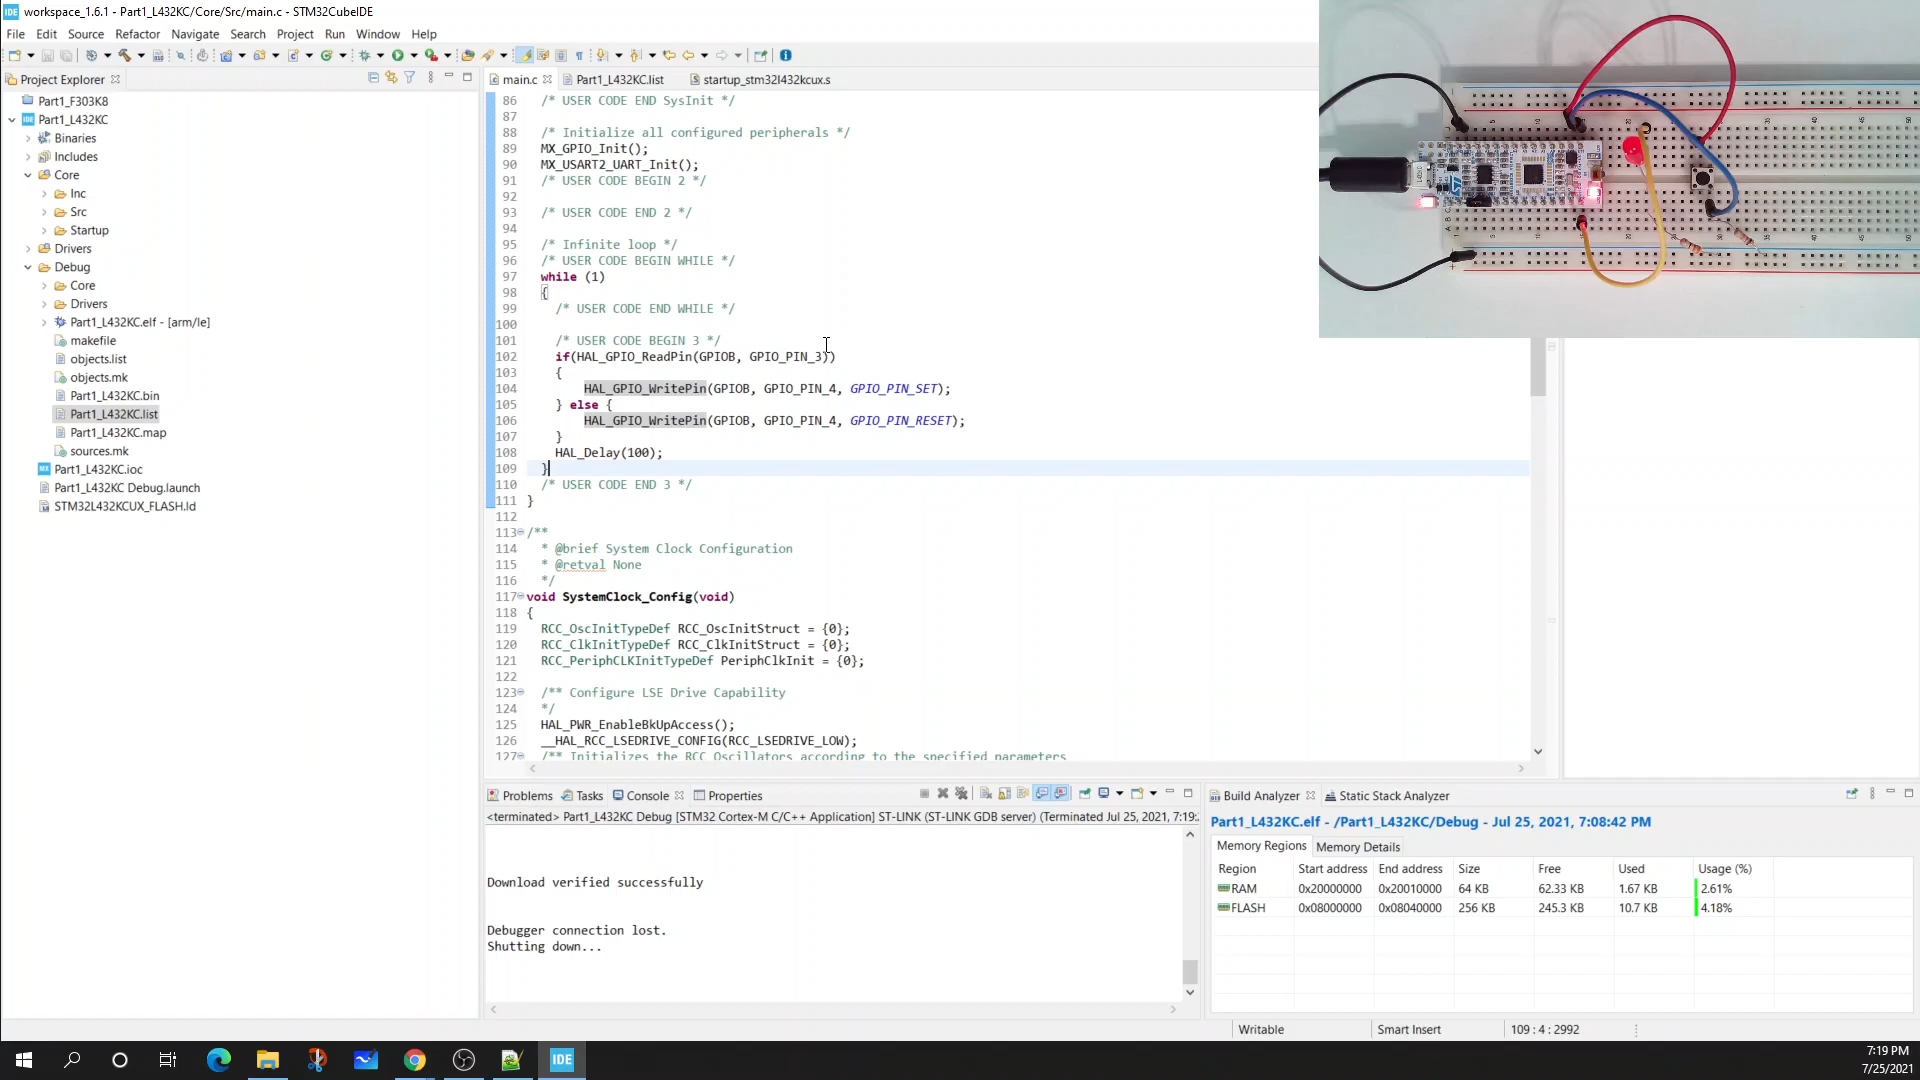 workspace_1.6.1 - Part1_L432KC/Core/Src/main.c - STM32CubeIDE
File Edit Source Refactor Navigate Search Project Run Window Help
Project Explorer
Part1_F303K8
Part1_L432KC
Binaries
Includes
Core
Inc
Src
Startup
Drivers
Debug
Core
Drivers
Part1_L432KC.elf - [arm/le]
makefile
objects.list
objects.mk
Part1_L432KC.bin
Part1_L432KC.list
Part1_L432KC.map
sources.mk
Part1_L432KC.ioc
Part1_L432KC Debug.launch
STM32L432KCUX_FLASH.ld
main.c Part1_L432KC.list startup_stm32l432kcux.s
86 /* USER CODE END SysInit */
87
88 /* Initialize all configured peripherals */
89 MX_GPIO_Init();
90 MX_USART2_UART_Init();
91 /* USER CODE BEGIN 2 */
92
93 /* USER CODE END 2 */
94
95 /* Infinite loop */
96 /* USER CODE BEGIN WHILE */
97 while (1)
98 {
99 /* USER CODE END WHILE */
100
101 /* USER CODE BEGIN 3 */
102 if(HAL_GPIO_ReadPin(GPIOB, GPIO_PIN_3))
103 {
104 HAL_GPIO_WritePin(GPIOB, GPIO_PIN_4, GPIO_PIN_SET);
105 } else {
106 HAL_GPIO_WritePin(GPIOB, GPIO_PIN_4, GPIO_PIN_RESET);
107 }
108 HAL_Delay(100);
109 }
110 /* USER CODE END 3 */
111 }
112
113 /**
114 * @brief System Clock Configuration
115 * @retval None
116 */
117 void SystemClock_Config(void)
118 {
119 RCC_OscInitTypeDef RCC_OscInitStruct = {0};
120 RCC_ClkInitTypeDef RCC_ClkInitStruct = {0};
121 RCC_PeriphCLKInitTypeDef PeriphClkInit = {0};
122
123 /** Configure LSE Drive Capability
124 */
125 HAL_PWR_EnableBkUpAccess();
126 __HAL_RCC_LSEDRIVE_CONFIG(RCC_LSEDRIVE_LOW);
127 /** Initializes the RCC Oscillators according to the specified parameters
Problems Tasks Console Properties
<terminated> Part1_L432KC Debug [STM32 Cortex-M C/C++ Application] ST-LINK (ST-LINK GDB server) (Terminated Jul 25, 2021, 7:19:
Download verified successfully
Debugger connection lost.
Shutting down...
Build Analyzer Static Stack Analyzer
Part1_L432KC.elf - /Part1_L432KC/Debug - Jul 25, 2021, 7:08:42 PM
Memory Regions Memory Details
Region Start address End address Size Free Used Usage (%)
RAM 0x20000000 0x20010000 64 KB 62.33 KB 1.67 KB 2.61%
FLASH 0x08000000 0x08040000 256 KB 245.3 KB 10.7 KB 4.18%
Writable Smart Insert 109 : 4 : 2992
IDE
7:19 PM
7/25/2021